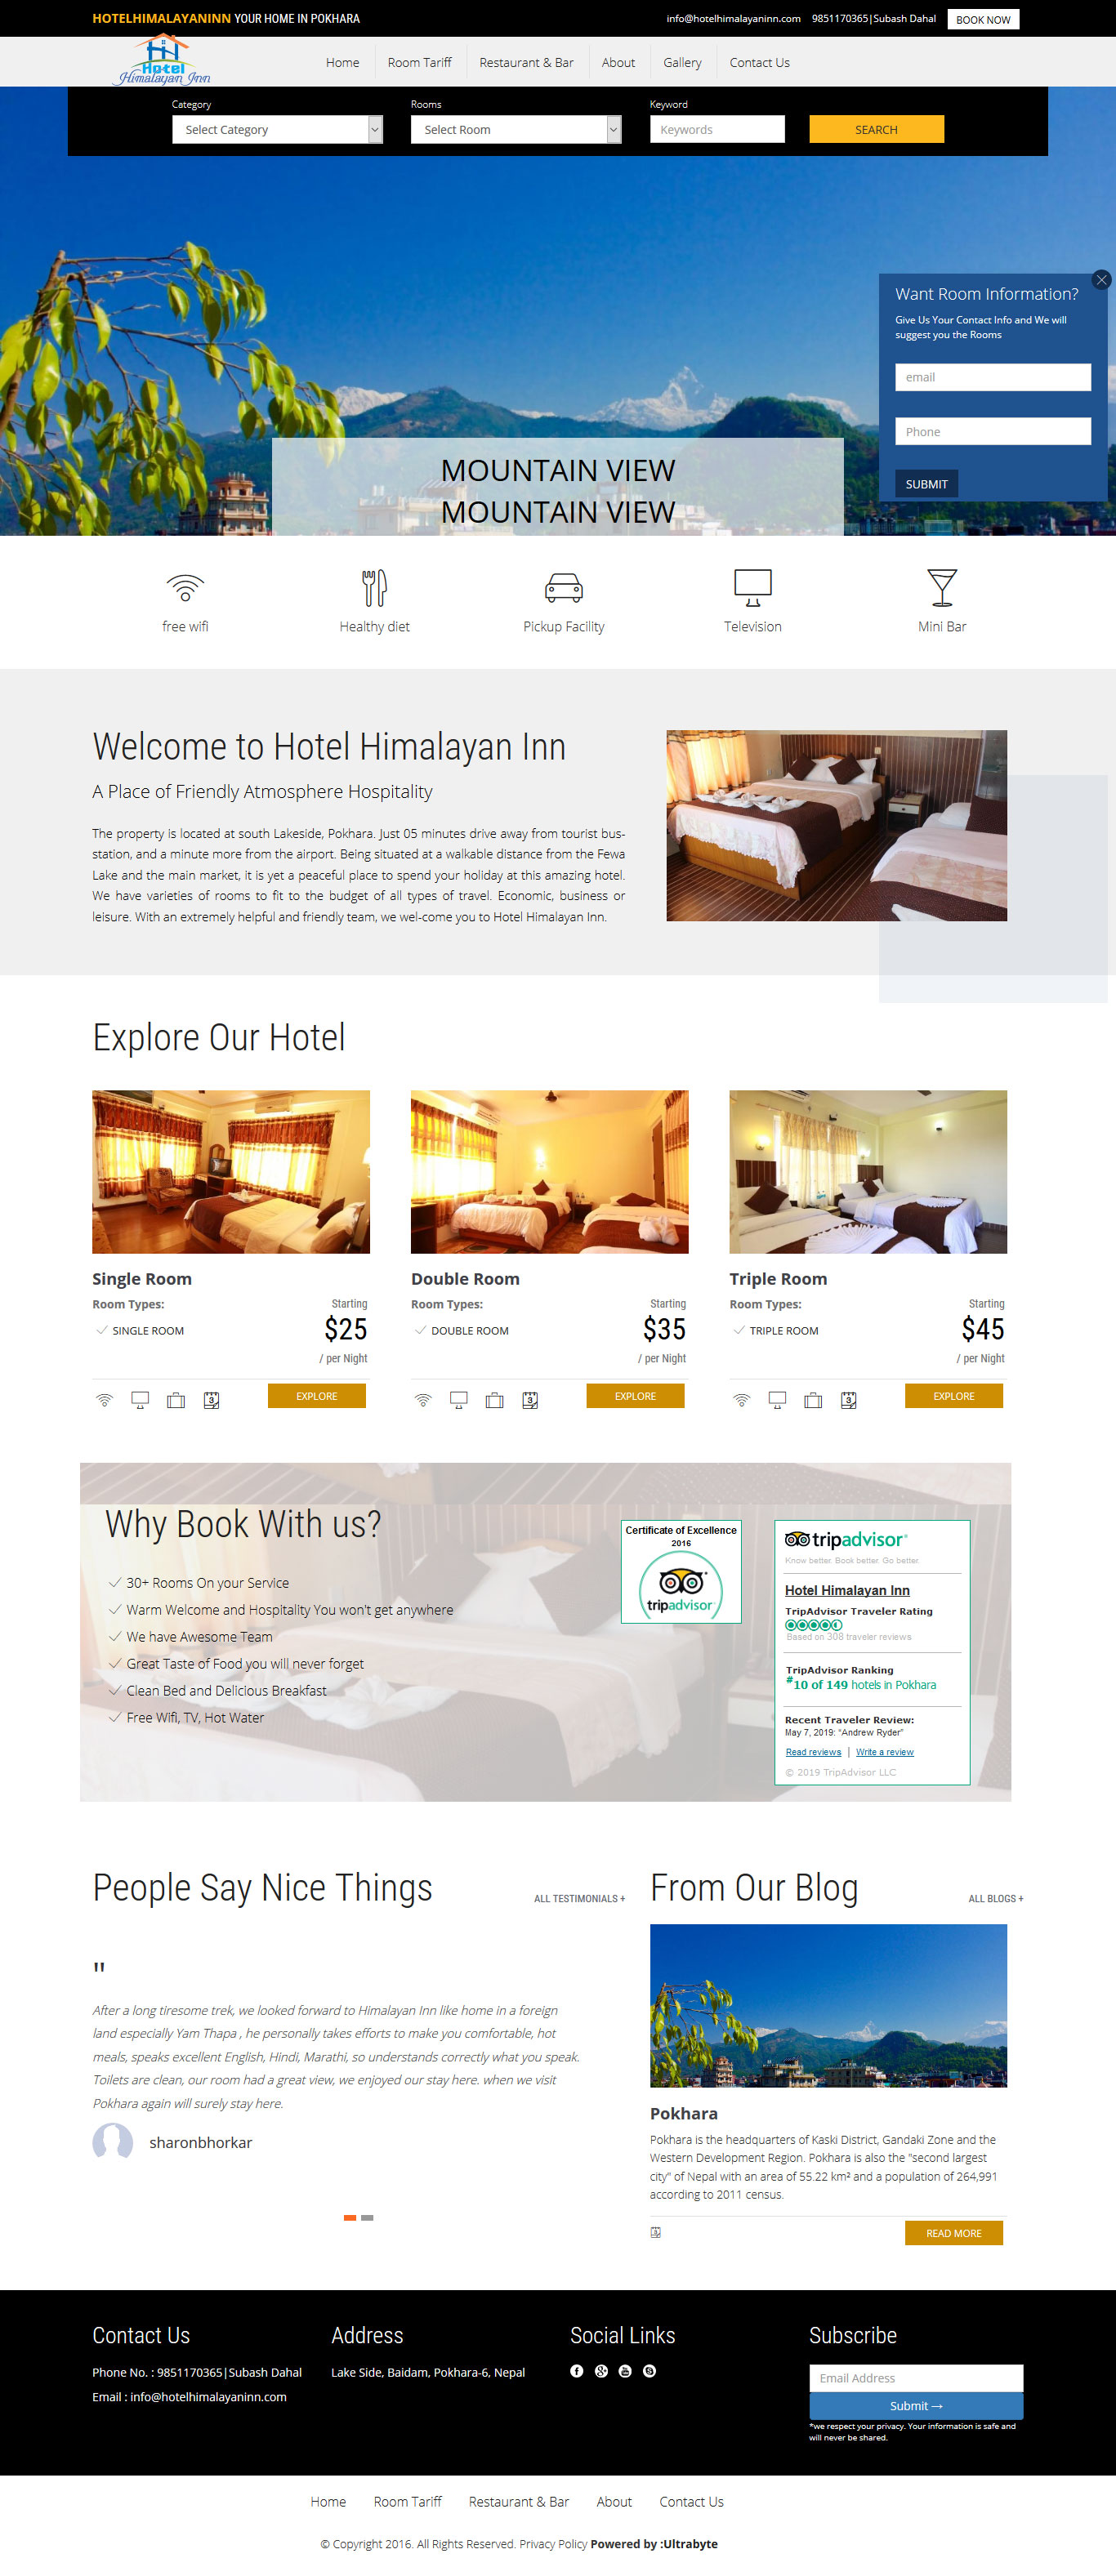 HOTELHIMALAYANINN YOUR HOME IN POKHARA
info@hotelhimalayaninn.com 9851170365|Subash Dahal BOOK NOW
Hotel
Himalayan Inn
Home Room Tariff Restaurant & Bar About Gallery Contact Us
Category Rooms Keyword
Select Category Select Room Keywords SEARCH
Want Room Information?
Give Us Your Contact Info and We will
suggest you the Rooms
email
Phone
SUBMIT
MOUNTAIN VIEW
MOUNTAIN VIEW
free wifi Healthy diet Pickup Facility Television Mini Bar
Welcome to Hotel Himalayan Inn
A Place of Friendly Atmosphere Hospitality
The property is located at south Lakeside, Pokhara. Just 05 minutes drive away from tourist bus-
station, and a minute more from the airport. Being situated at a walkable distance from the Fewa
Lake and the main market, it is yet a peaceful place to spend your holiday at this amazing hotel.
We have varieties of rooms to fit to the budget of all types of travel. Economic, business or
leisure. With an extremely helpful and friendly team, we wel-come you to Hotel Himalayan Inn.
Explore Our Hotel
Single Room
Room Types: Starting
SINGLE ROOM $25
/ per Night
3 EXPLORE
Double Room
Room Types: Starting
DOUBLE ROOM $35
/ per Night
3 EXPLORE
Triple Room
Room Types: Starting
TRIPLE ROOM $45
/ per Night
3 EXPLORE
Why Book With us?
30+ Rooms On your Service
Warm Welcome and Hospitality You won't get anywhere
We have Awesome Team
Great Taste of Food you will never forget
Clean Bed and Delicious Breakfast
Free Wifi, TV, Hot Water
Certificate of Excellence
2016
tripadvisor
tripadvisor®
Know better. Book better. Go better.
Hotel Himalayan Inn
TripAdvisor Traveler Rating
Based on 308 traveler reviews
TripAdvisor Ranking
#10 of 149 hotels in Pokhara
Recent Traveler Review:
May 7, 2019: "Andrew Ryder"
Read reviews | Write a review
© 2019 TripAdvisor LLC
People Say Nice Things ALL TESTIMONIALS +
"
After a long tiresome trek, we looked forward to Himalayan Inn like home in a foreign
land especially Yam Thapa , he personally takes efforts to make you comfortable, hot
meals, speaks excellent English, Hindi, Marathi, so understands correctly what you speak.
Toilets are clean, our room had a great view, we enjoyed our stay here. when we visit
Pokhara again will surely stay here.
sharonbhorkar
From Our Blog ALL BLOGS +
Pokhara
Pokhara is the headquarters of Kaski District, Gandaki Zone and the
Western Development Region. Pokhara is also the "second largest
city" of Nepal with an area of 55.22 km² and a population of 264,991
according to 2011 census.
READ MORE
Contact Us
Phone No. : 9851170365|Subash Dahal
Email : info@hotelhimalayaninn.com
Address
Lake Side, Baidam, Pokhara-6, Nepal
Social Links
Subscribe
Email Address
Submit →
*we respect your privacy. Your information is safe and
will never be shared.
Home Room Tariff Restaurant & Bar About Contact Us
© Copyright 2016. All Rights Reserved. Privacy Policy Powered by :Ultrabyte